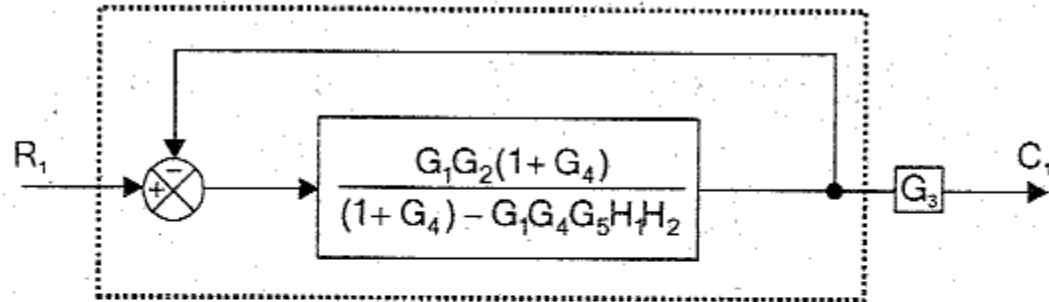 R₁
−
+
G₁G₂(1+ G₄)
(1+ G₄) − G₁G₄G₅H₁H₂
G₃
C₁